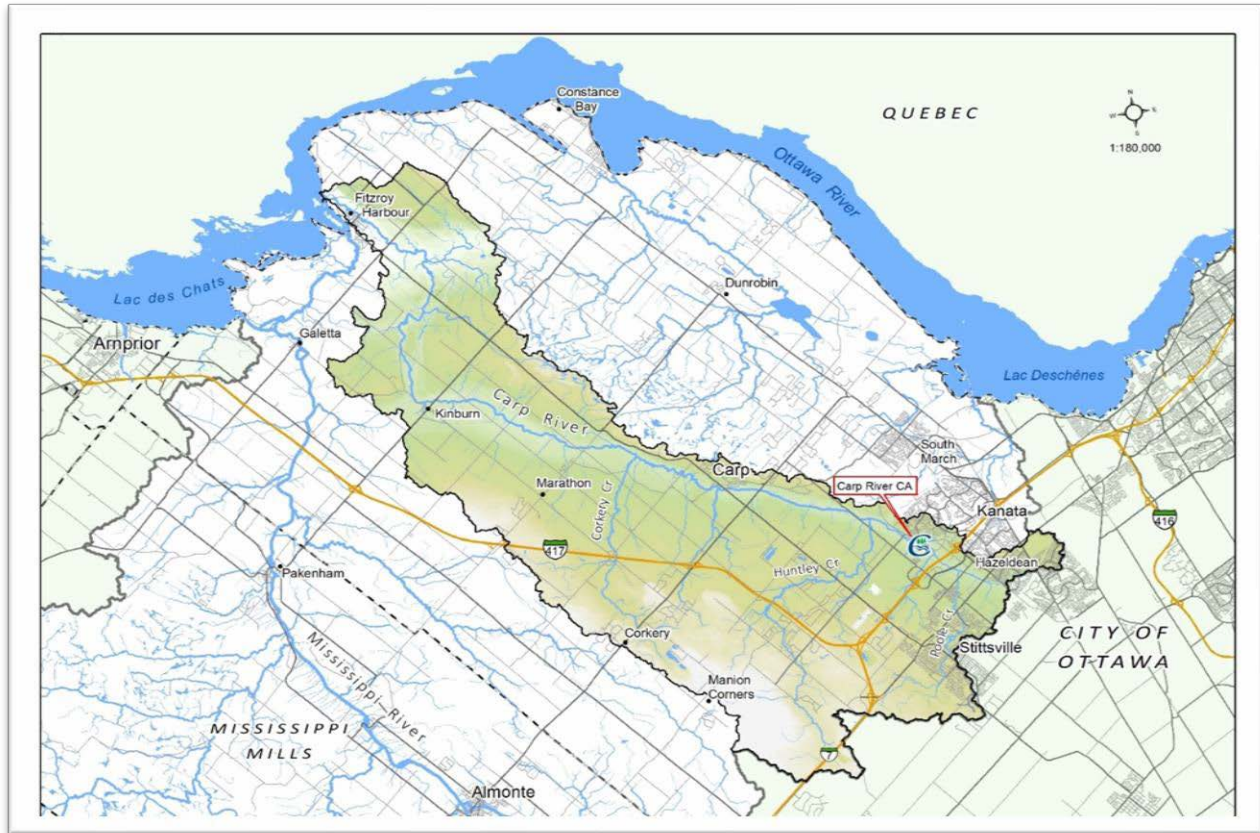 Constance
Bay
QUEBEC
N
W E
S
1:180,000
Ottawa River
Fitzroy
Harbour
Dunrobin
Lac des Chats
Galetta
Arnprior
Lac Deschênes
Kinburn
Carp River
South
March
Carp
Carp River CA
Marathon
Corkery Cr
Kanata
416
417
Huntley Cr
Hazeldean
Pakenham
Poole Cr
CITY OF
OTTAWA
Corkery
Stittsville
Mississippi River
Manion
Corners
MISSISSIPPI
MILLS
7
Almonte